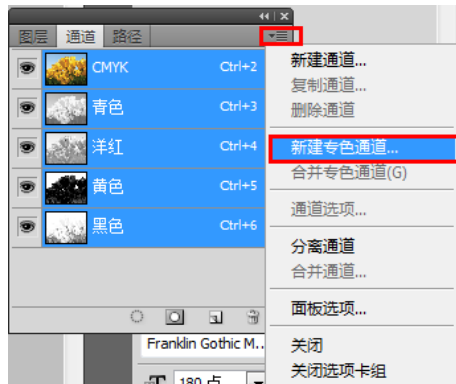 图层 通道 路径
CMYK Ctrl+2
青色 Ctrl+3
洋红 Ctrl+4
黄色 Ctrl+5
黑色 Ctrl+6
新建通道...
复制通道...
删除通道
新建专色通道...
合并专色通道(G)
通道选项...
分离通道
合并通道...
面板选项...
关闭
关闭选项卡组
Franklin Gothic M...
180 点